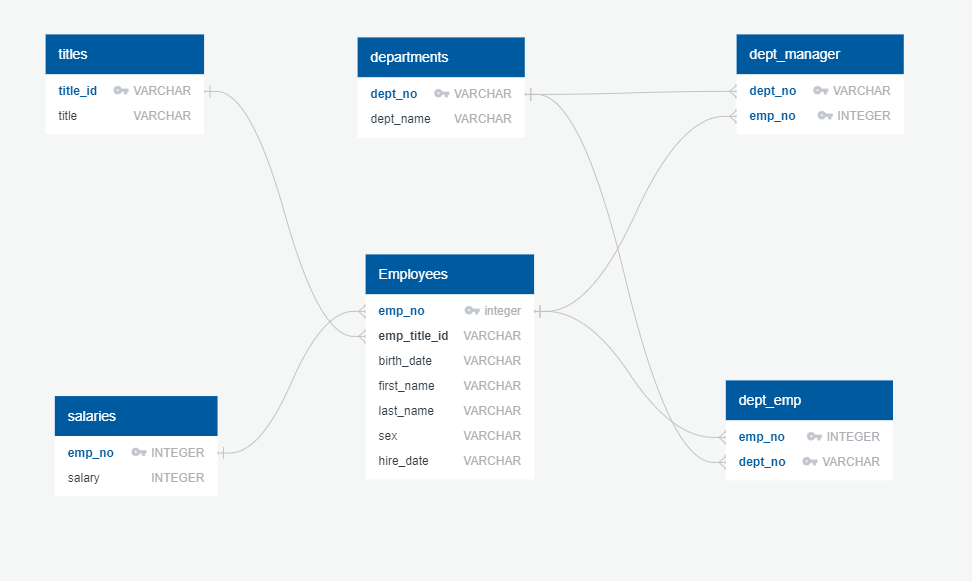 titles
title_id VARCHAR
title VARCHAR
departments
dept_no VARCHAR
dept_name VARCHAR
dept_manager
dept_no VARCHAR
emp_no INTEGER
Employees
emp_no integer
emp_title_id VARCHAR
birth_date VARCHAR
first_name VARCHAR
last_name VARCHAR
sex VARCHAR
hire_date VARCHAR
salaries
emp_no INTEGER
salary INTEGER
dept_emp
emp_no INTEGER
dept_no VARCHAR